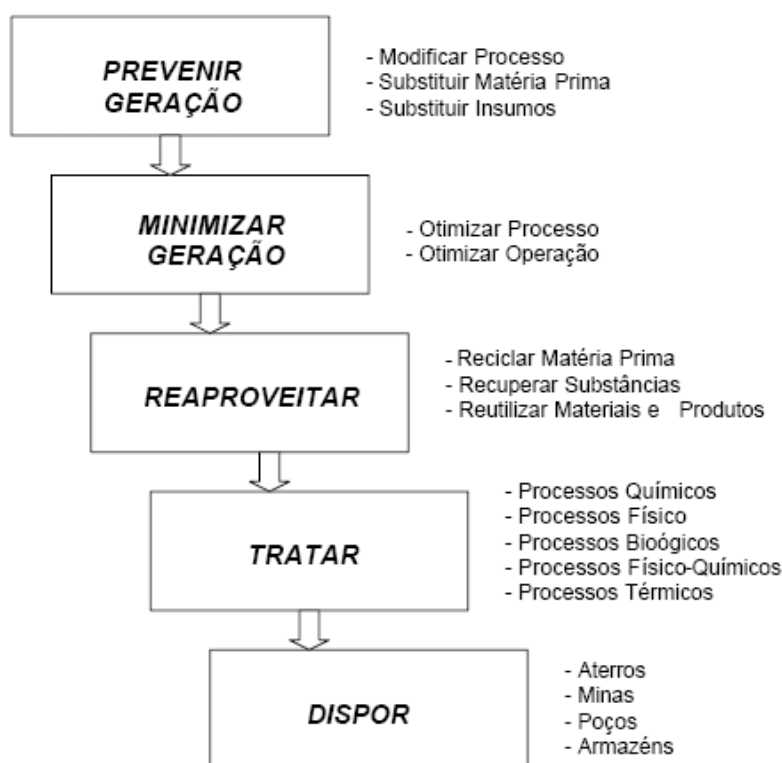 PREVENIR
GERAÇÃO
- Modificar Processo
- Substituir Matéria Prima
- Substituir Insumos
MINIMIZAR
GERAÇÃO
- Otimizar Processo
- Otimizar Operação
REAPROVEITAR
- Reciclar Matéria Prima
- Recuperar Substâncias
- Reutilizar Materiais e Produtos
TRATAR
- Processos Químicos
- Processos Físico
- Processos Bioógicos
- Processos Físico-Químicos
- Processos Térmicos
DISPOR
- Aterros
- Minas
- Poços
- Armazéns